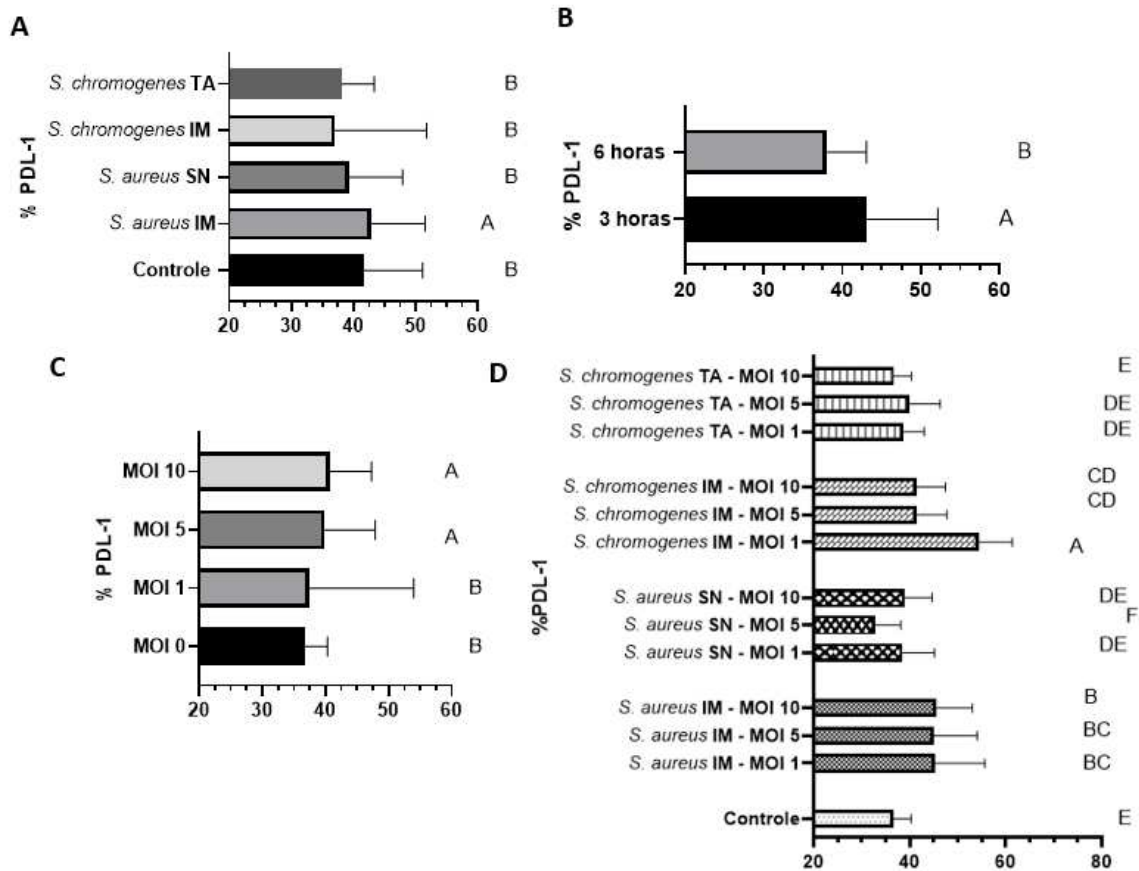 A
% PDL-1
S. chromogenes TA
B
S. chromogenes IM
B
S. aureus SN
B
S. aureus IM
A
Controle
B
20 30 40 50 60
B
% PDL-1
6 horas
B
3 horas
A
20 30 40 50 60
C
% PDL-1
MOI 10
A
MOI 5
A
MOI 1
B
MOI 0
B
20 30 40 50 60
D
%PDL-1
S. chromogenes TA - MOI 10
E
S. chromogenes TA - MOI 5
DE
S. chromogenes TA - MOI 1
DE
S. chromogenes IM - MOI 10
CD
S. chromogenes IM - MOI 5
CD
S. chromogenes IM - MOI 1
A
S. aureus SN - MOI 10
DE
S. aureus SN - MOI 5
F
S. aureus SN - MOI 1
DE
S. aureus IM - MOI 10
B
S. aureus IM - MOI 5
BC
S. aureus IM - MOI 1
BC
Controle
E
20 40 60 80